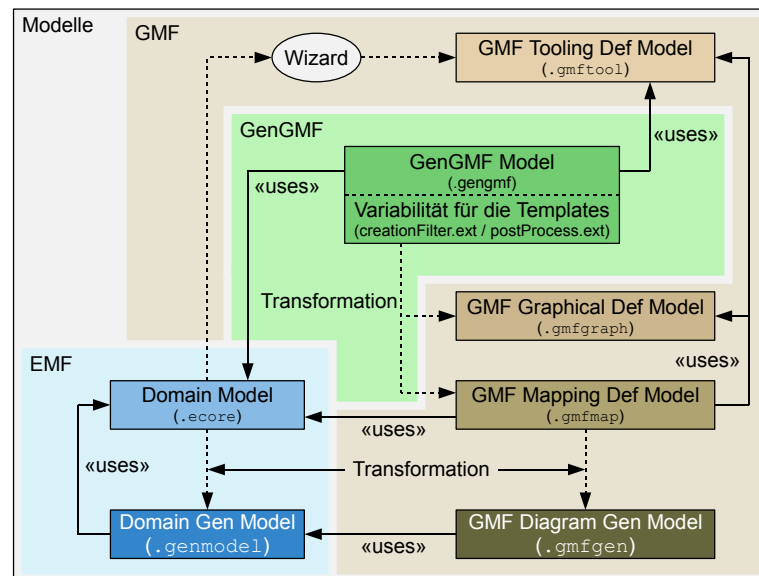 Modelle
GMF
Wizard
GMF Tooling Def Model
(.gmftool)
GenGMF
«uses»
GenGMF Model
(.gengmf)
«uses»
Variabilität für die Templates
(creationFilter.ext / postProcess.ext)
Transformation
GMF Graphical Def Model
(.gmfgraph)
«uses»
EMF
Domain Model
(.ecore)
GMF Mapping Def Model
(.gmfmap)
«uses»
«uses»
Transformation
Domain Gen Model
(.genmodel)
GMF Diagram Gen Model
(.gmfgen)
«uses»